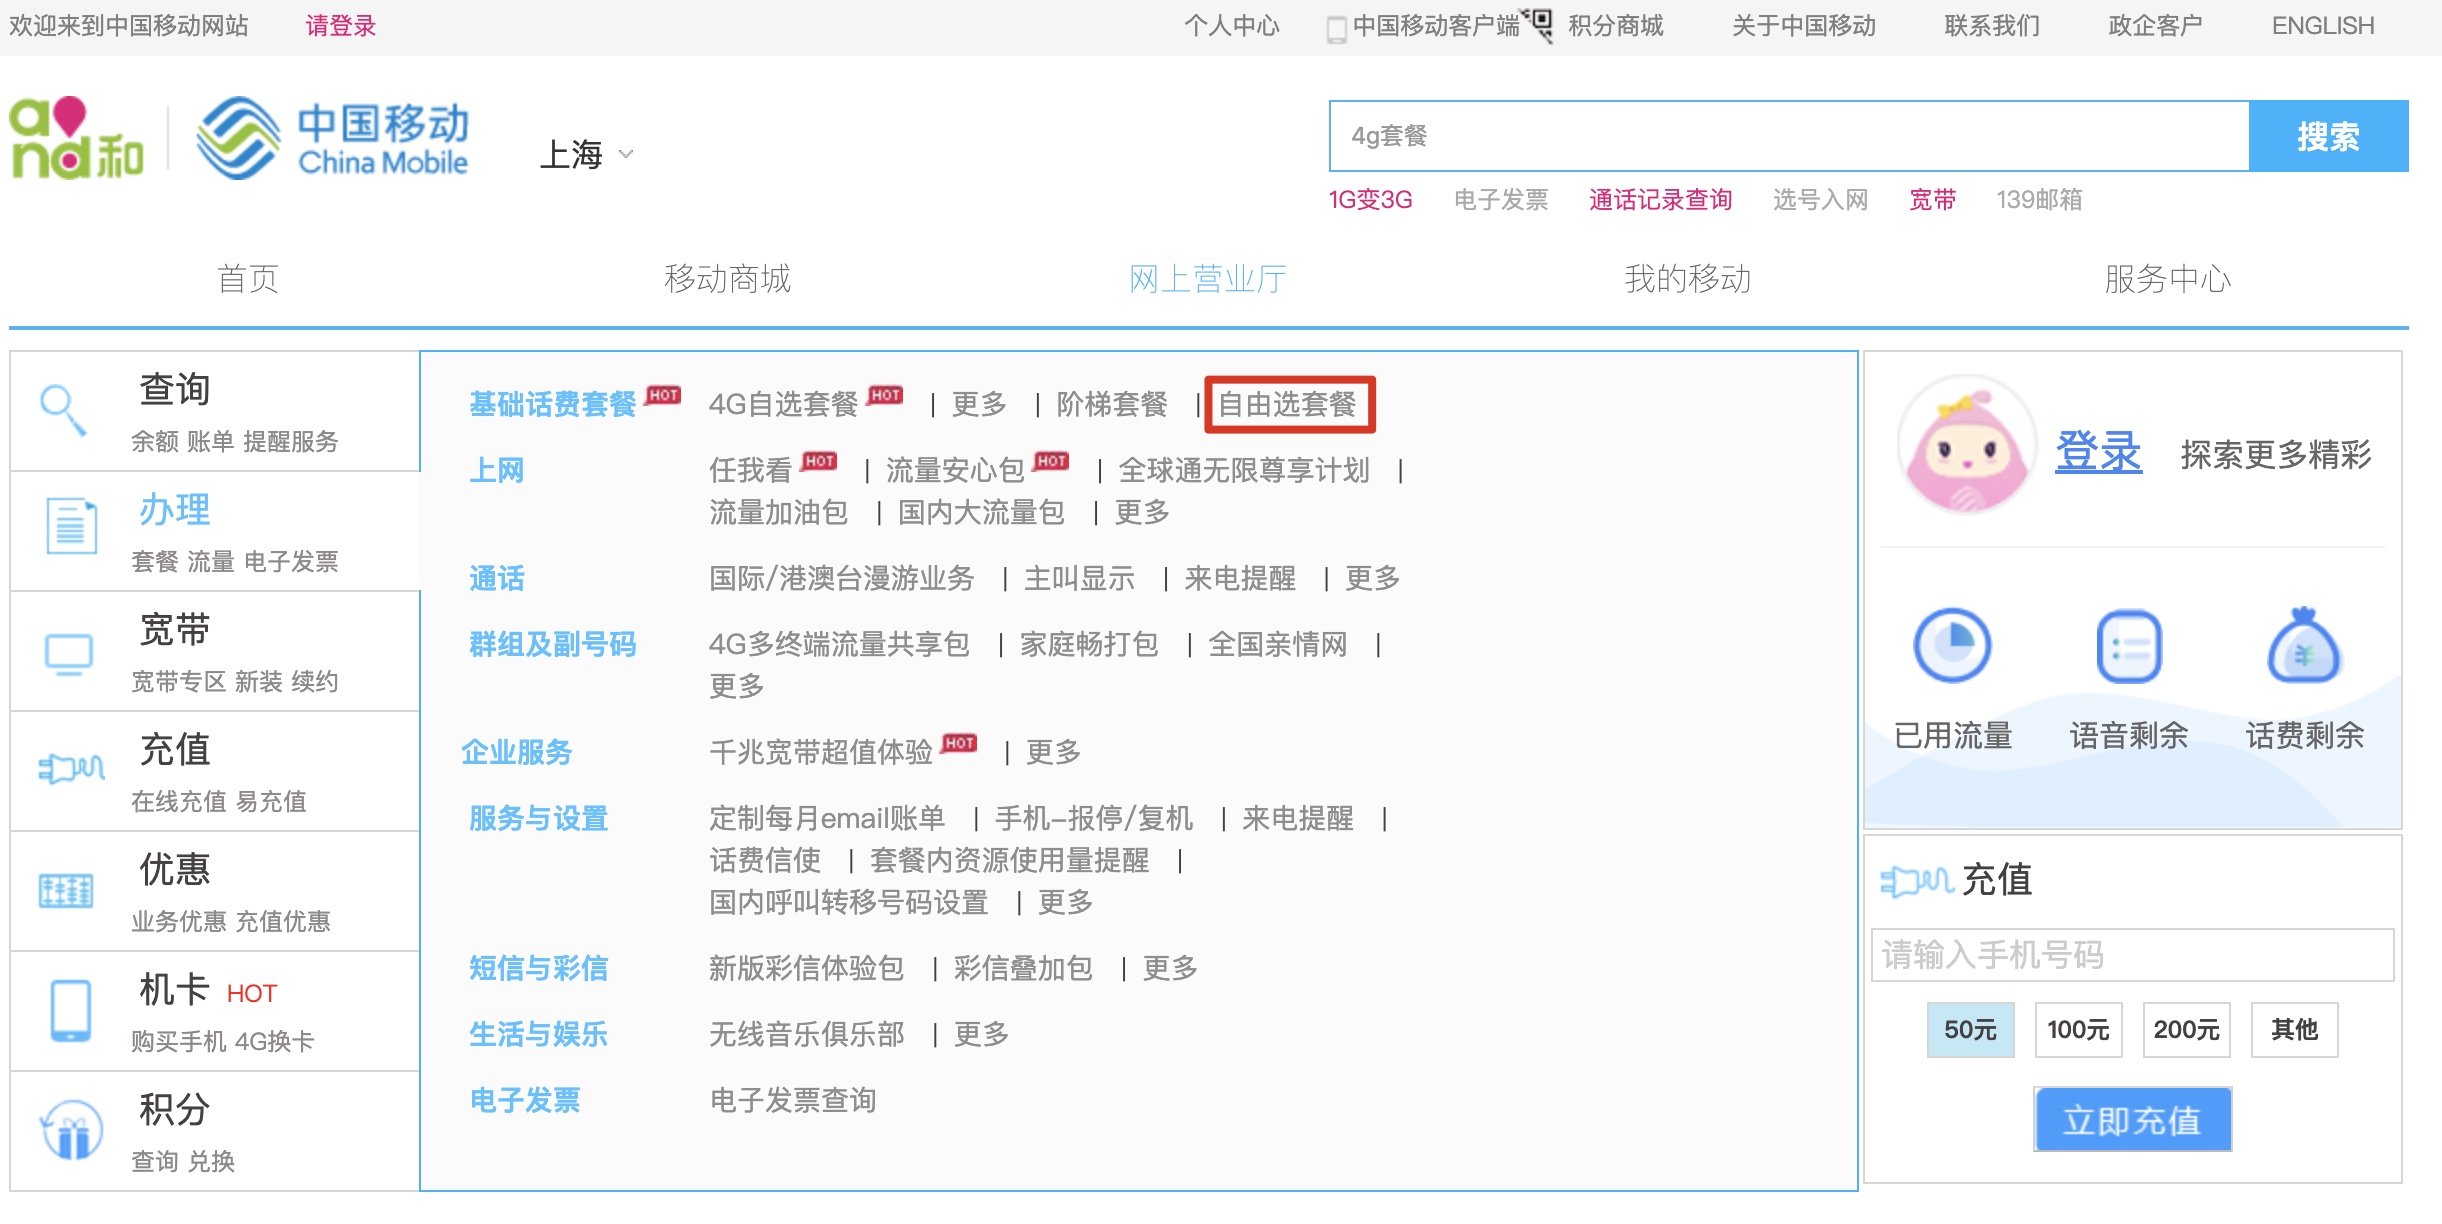 欢迎来到中国移动网站 请登录 个人中心 中国移动客户端 积分商城 关于中国移动 联系我们 政企客户 ENGLISH
and和 中国移动 China Mobile 上海 4g套餐 搜索
1G变3G 电子发票 通话记录查询 选号入网 宽带 139邮箱
首页 移动商城 网上营业厅 我的移动 服务中心
查询
余额 账单 提醒服务
办理
套餐 流量 电子发票
宽带
宽带专区 新装 续约
充值
在线充值 易充值
优惠
业务优惠 充值优惠
机卡 HOT
购买手机 4G换卡
积分
查询 兑换
基础话费套餐 HOT 4G自选套餐 HOT | 更多 | 阶梯套餐 | 自由选套餐
上网 任我看 HOT | 流量安心包 HOT | 全球通无限尊享计划 |
流量加油包 | 国内大流量包 | 更多
通话 国际/港澳台漫游业务 | 主叫显示 | 来电提醒 | 更多
群组及副号码 4G多终端流量共享包 | 家庭畅打包 | 全国亲情网 |
更多
企业服务 千兆宽带超值体验 HOT | 更多
服务与设置 定制每月email账单 | 手机-报停/复机 | 来电提醒 |
话费信使 | 套餐内资源使用量提醒 |
国内呼叫转移号码设置 | 更多
短信与彩信 新版彩信体验包 | 彩信叠加包 | 更多
生活与娱乐 无线音乐俱乐部 | 更多
电子发票 电子发票查询
登录 探索更多精彩
已用流量 语音剩余 话费剩余
充值
请输入手机号码
50元 100元 200元 其他
立即充值